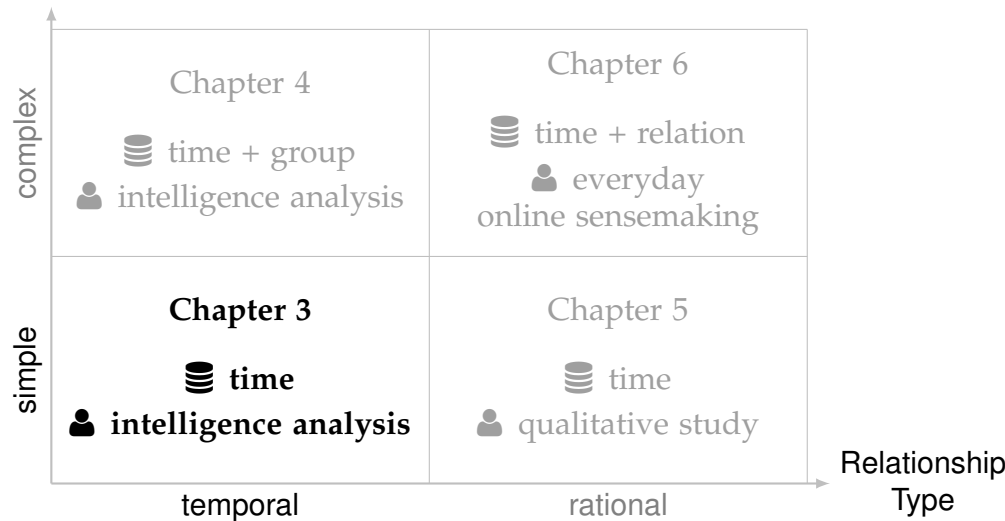 complex
Chapter 4
time + group
intelligence analysis
Chapter 6
time + relation
everyday
online sensemaking
simple
Chapter 3
time
intelligence analysis
Chapter 5
time
qualitative study
temporal
rational
Relationship
Type